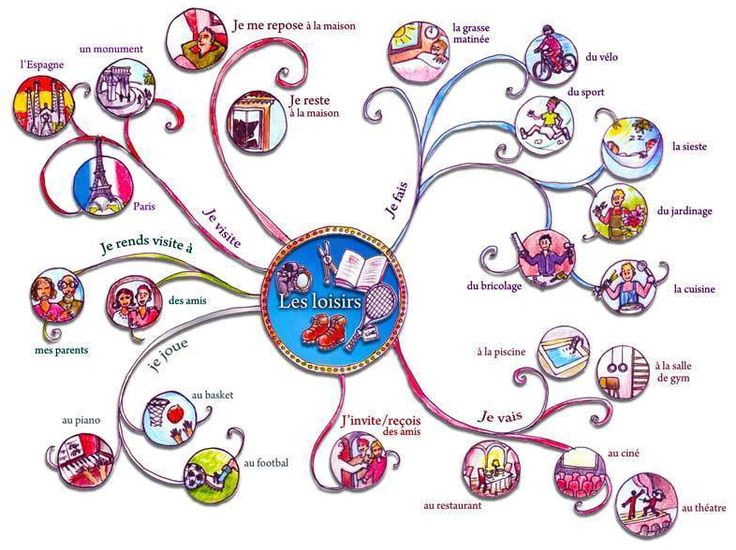 Les loisirs
Je me repose à la maison
Je reste
à la maison
Je visite
un monument
l'Espagne
Paris
Je rends visite à
mes parents
des amis
je joue
au piano
au basket
au footbal
J'invite/reçois
des amis
Je vais
à la piscine
à la salle
de gym
au ciné
au restaurant
au théatre
Je fais
la grasse
matinée
du vélo
du sport
la sieste
du jardinage
du bricolage
la cuisine